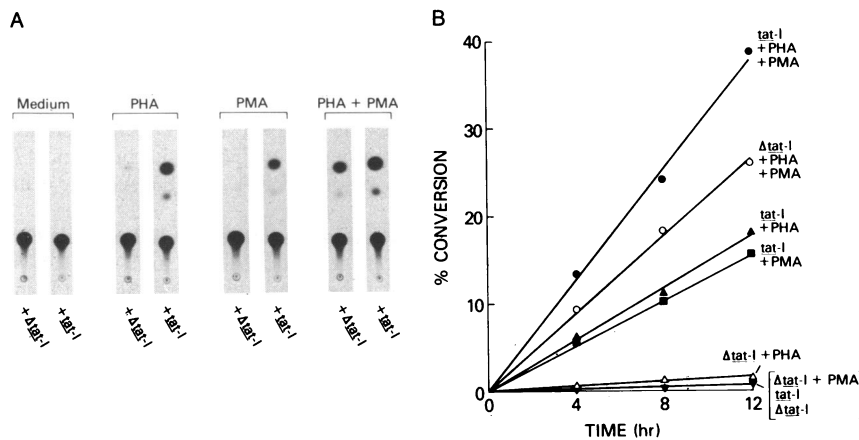 A
Medium
PHA
PMA
PHA + PMA
+ Δtat-I
+ tat-I
+ Δtat-I
+ tat-I
+ Δtat-I
+ tat-I
+ Δtat-I
+ tat-I
B
% CONVERSION
40
30
20
10
0
0
4
8
12
TIME (hr)
tat-I
+ PHA
+ PMA
Δtat-I
+ PHA
+ PMA
tat-I
+ PHA
tat-I
+ PMA
Δtat-I + PHA
Δtat-I + PMA
tat-I
Δtat-I